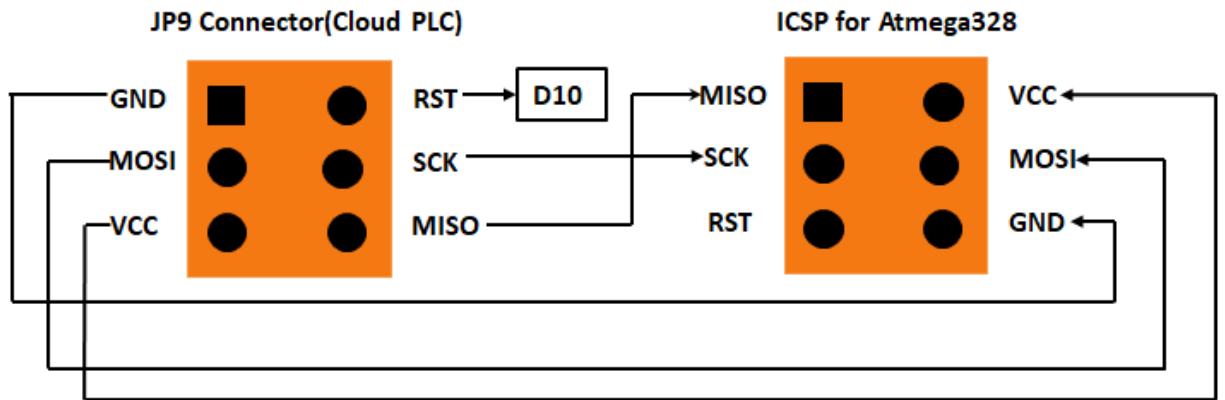 JP9 Connector(Cloud PLC)
ICSP for Atmega328
GND
RST
D10
MISO
VCC
MOSI
SCK
SCK
MOSI
VCC
MISO
RST
GND